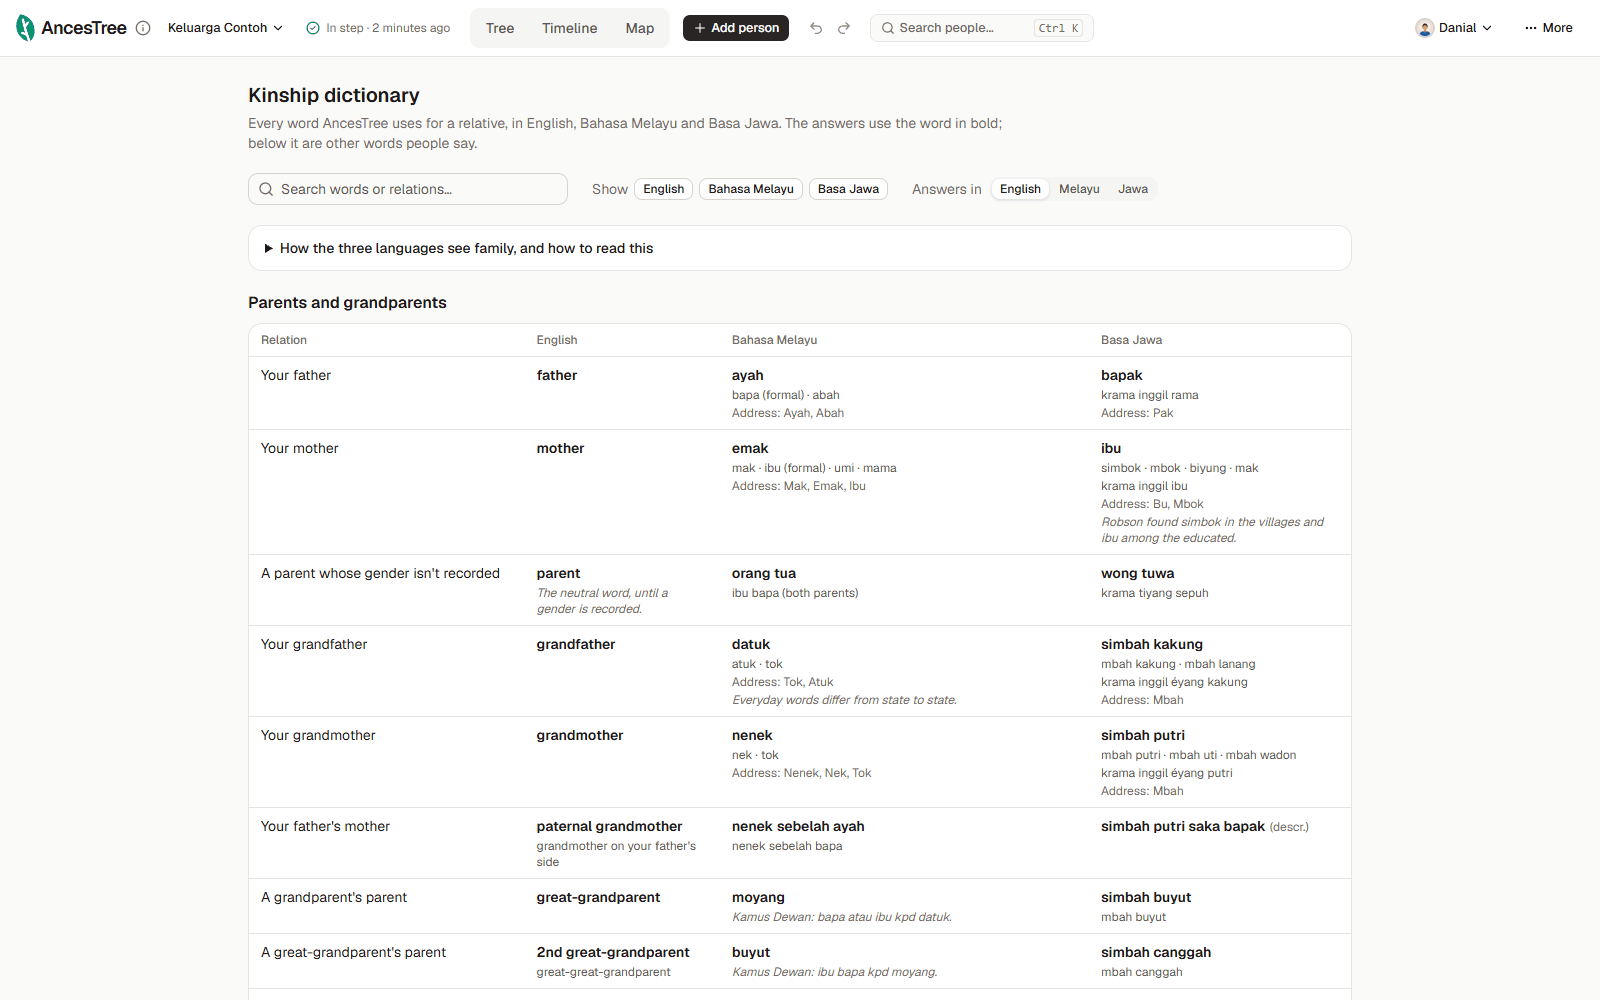 AncesTree
Keluarga Contoh
In step · 2 minutes ago
Tree
Timeline
Map
+ Add person
Search people...
Ctrl K
Danial
··· More
Kinship dictionary
Every word AncesTree uses for a relative, in English, Bahasa Melayu and Basa Jawa. The answers use the word in bold;
below it are other words people say.
Search words or relations...
Show
English
Bahasa Melayu
Basa Jawa
Answers in
English
Melayu
Jawa
How the three languages see family, and how to read this
Parents and grandparents
Relation
English
Bahasa Melayu
Basa Jawa
Your father
father
ayah
bapa (formal) · abah
Address: Ayah, Abah
bapak
krama inggil rama
Address: Pak
Your mother
mother
emak
mak · ibu (formal) · umi · mama
Address: Mak, Emak, Ibu
ibu
simbok · mbok · biyung · mak
krama inggil ibu
Address: Bu, Mbok
Robson found simbok in the villages and
ibu among the educated.
A parent whose gender isn't recorded
parent
The neutral word, until a
gender is recorded.
orang tua
ibu bapa (both parents)
wong tuwa
krama tiyang sepuh
Your grandfather
grandfather
datuk
atuk · tok
Address: Tok, Atuk
Everyday words differ from state to state.
simbah kakung
mbah kakung · mbah lanang
krama inggil éyang kakung
Address: Mbah
Your grandmother
grandmother
nenek
nek · tok
Address: Nenek, Nek, Tok
simbah putri
mbah putri · mbah uti · mbah wadon
krama inggil éyang putri
Address: Mbah
Your father's mother
paternal grandmother
grandmother on your father's
side
nenek sebelah ayah
nenek sebelah bapa
simbah putri saka bapak (descr.)
A grandparent's parent
great-grandparent
moyang
Kamus Dewan: bapa atau ibu kpd datuk.
simbah buyut
mbah buyut
A great-grandparent's parent
2nd great-grandparent
great-great-grandparent
buyut
Kamus Dewan: ibu bapa kpd moyang.
simbah canggah
mbah canggah